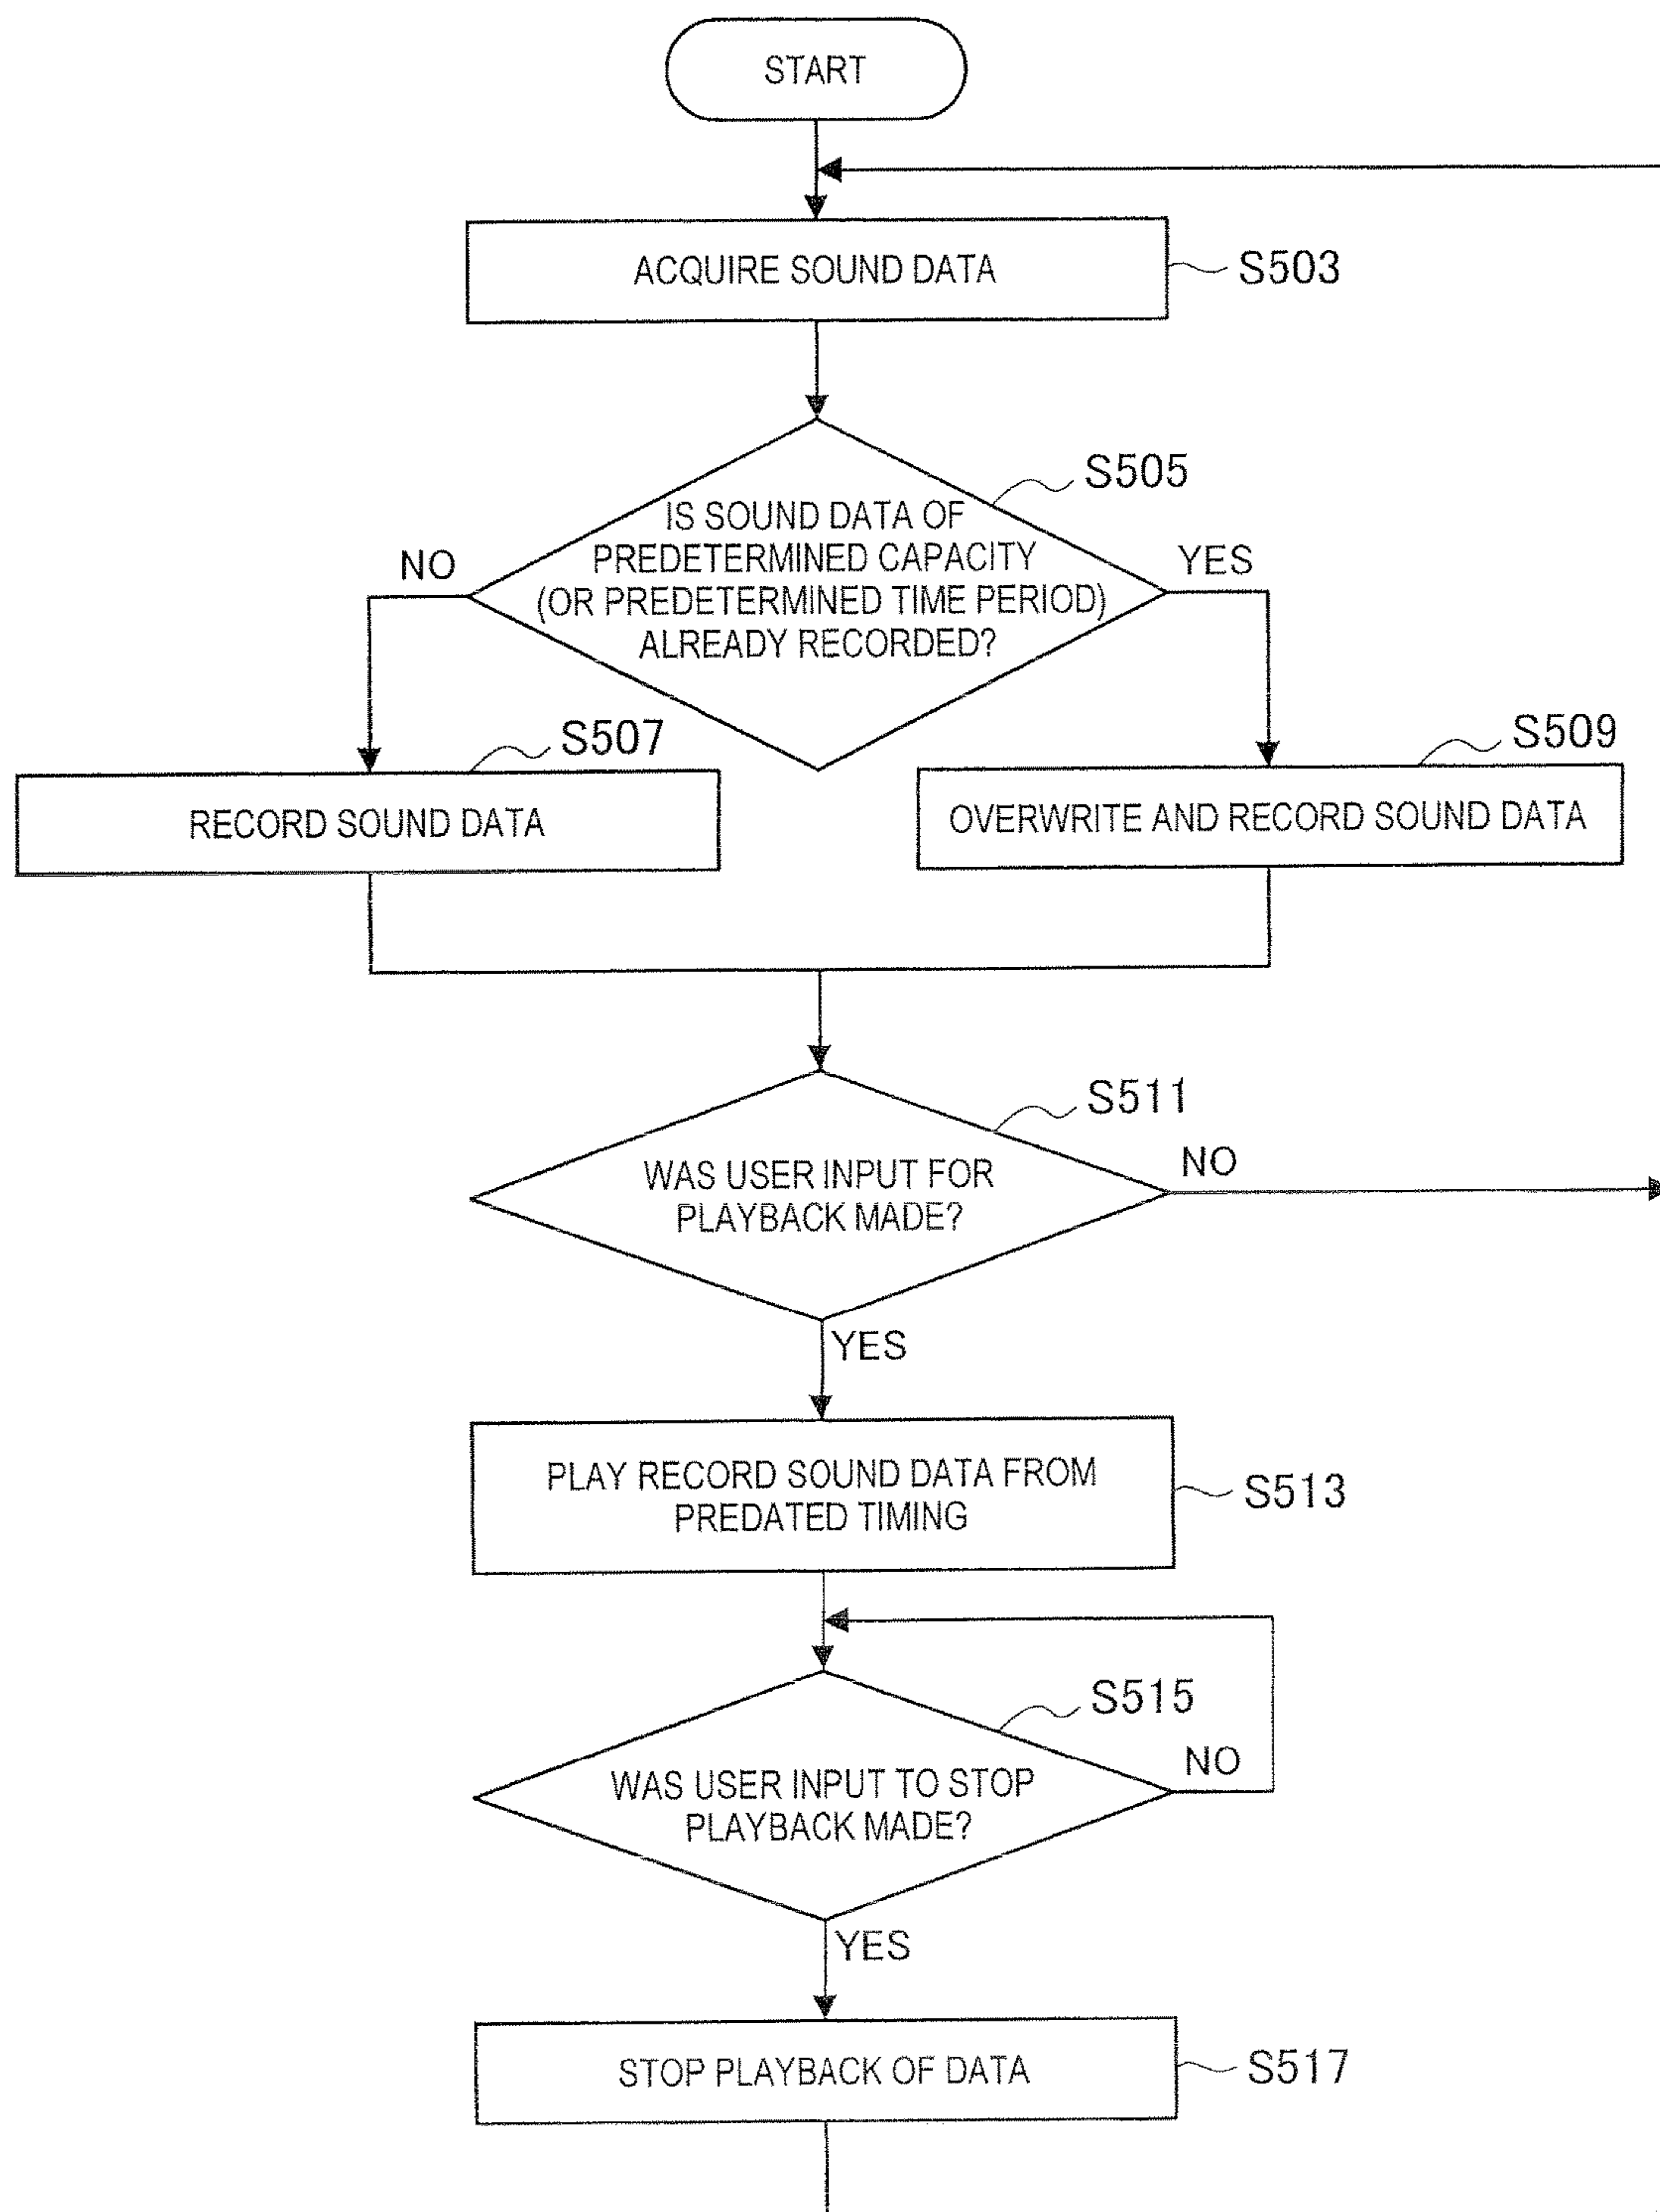 START
ACQUIRE SOUND DATA
S503
S505
IS SOUND DATA OF
PREDETERMINED CAPACITY
(OR PREDETERMINED TIME PERIOD)
ALREADY RECORDED?
NO
YES
S507
RECORD SOUND DATA
S509
OVERWRITE AND RECORD SOUND DATA
S511
WAS USER INPUT FOR
PLAYBACK MADE?
NO
YES
PLAY RECORD SOUND DATA FROM
PREDATED TIMING
S513
S515
WAS USER INPUT TO STOP
PLAYBACK MADE?
NO
YES
STOP PLAYBACK OF DATA
S517